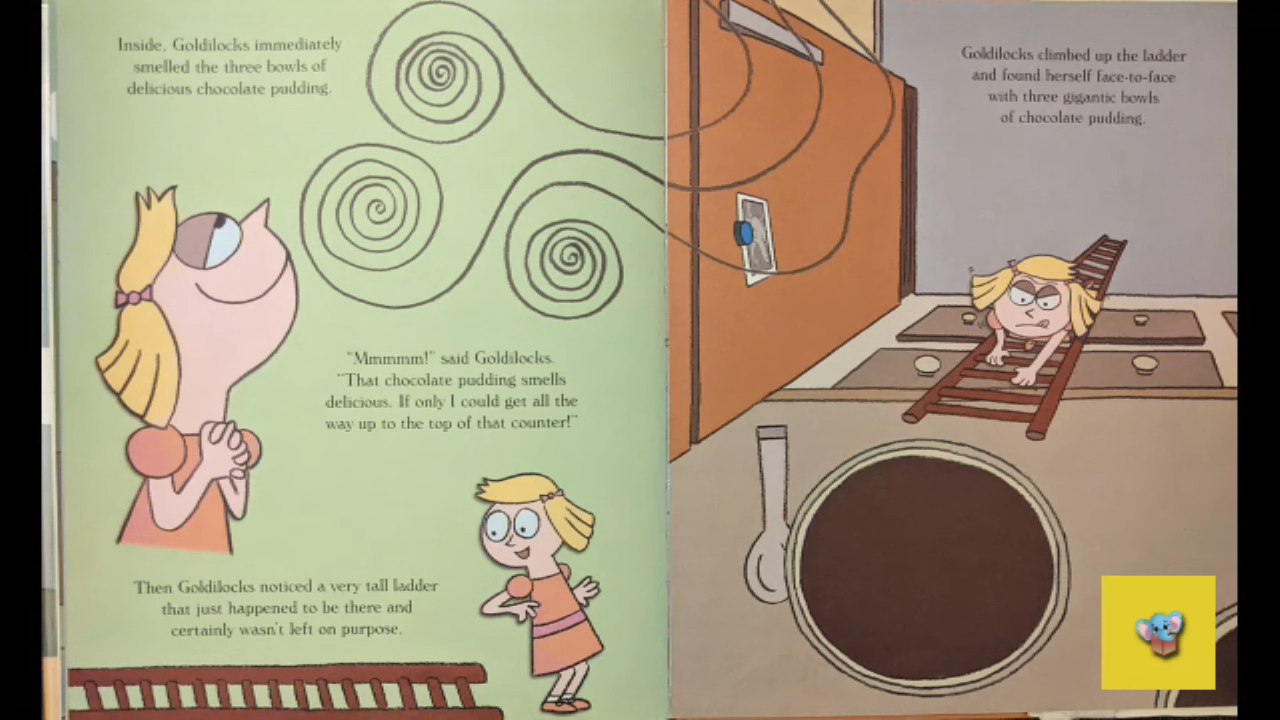 Inside, Goldilocks immediately
smelled the three bowls of
delicious chocolate pudding.
"Mmmmm!" said Goldilocks.
"That chocolate pudding smells
delicious. If only I could get all the
way up to the top of that counter!"
Then Goldilocks noticed a very tall ladder
that just happened to be there and
certainly wasn't left on purpose.
Goldilocks climbed up the ladder
and found herself face-to-face
with three gigantic bowls
of chocolate pudding.